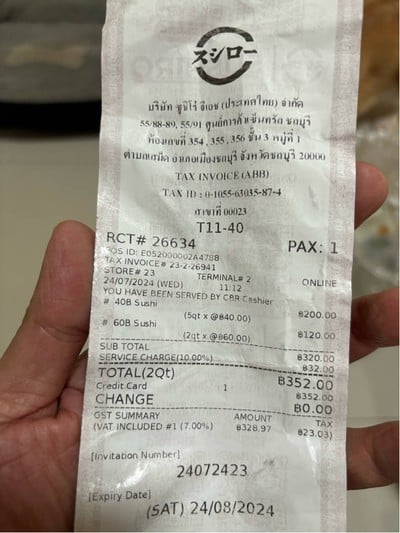 スシロー
บริษัท ซูชิโร่ จีเอช (ประเทศไทย) จำกัด
55/88-89, 55/91 ศูนย์การค้าเซ็นทรัล ชลบุรี
ห้องเลขที่ 354 , 355, 356 ชั้น 3 หมู่ที่ 1
ตำบลเสม็ด อำเภอเมืองชลบุรี จังหวัดชลบุรี 20000
TAX INVOICE (ABB)
TAX ID : 0-1055-63035-87-4
สาขาที่ 00023
T11-40
RCT# 26634 PAX: 1
POS ID: E052000002A4788
TAX INVOICE# 23-2-26941
STORE# 23 TERMINAL# 2 ONLINE
24/07/2024 (WED) 11:12
YOU HAVE BEEN SERVED BY CBR Cashier
# 40B Sushi ฿200.00
(5qt x @฿40.00)
# 60B Sushi ฿120.00
(2qt x @฿60.00)
SUB TOTAL ฿320.00
SERVICE CHARGE(10.00%) ฿32.00
TOTAL(2Qt) ฿352.00
Credit Card 1 ฿352.00
CHANGE ฿0.00
GST SUMMARY AMOUNT TAX
(VAT INCLUDED #1 (7.00%) ฿328.97 ฿23.03)
[Invitation Number]
24072423
[Expiry Date]
(SAT) 24/08/2024